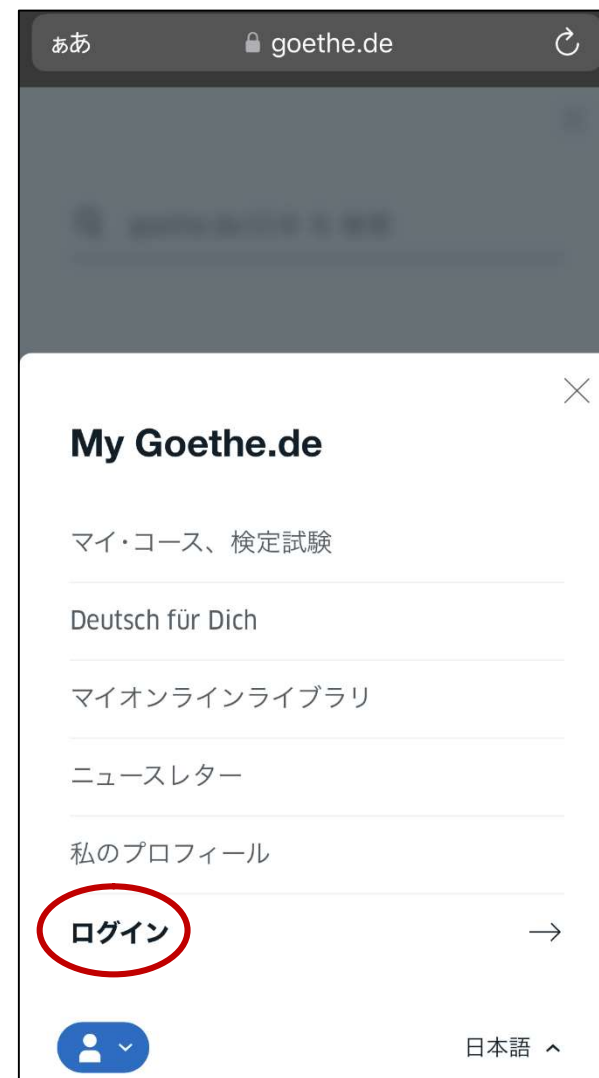 ああ goethe.de
My Goethe.de
マイ・コース、検定試験
Deutsch für Dich
マイオンラインライブラリ
ニュースレター
私のプロフィール
ログイン
日本語